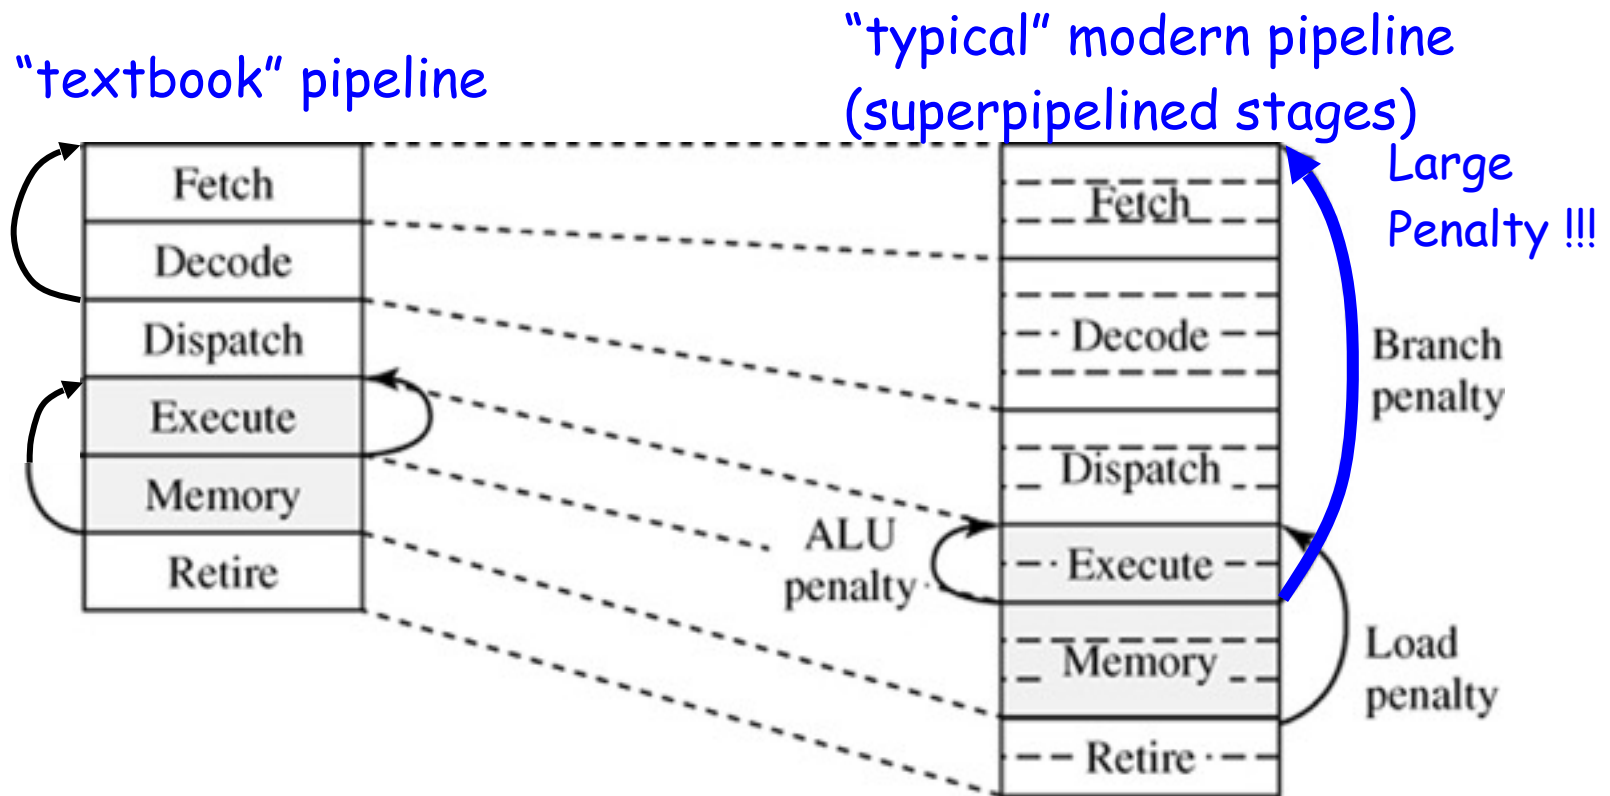 “textbook” pipeline
Fetch
Decode
Dispatch
Execute
Memory
Retire
“typical” modern pipeline
(superpipelined stages)
Fetch
Decode
Dispatch
Execute
Memory
Retire
ALU
penalty
Large
Penalty !!!
Branch
penalty
Load
penalty